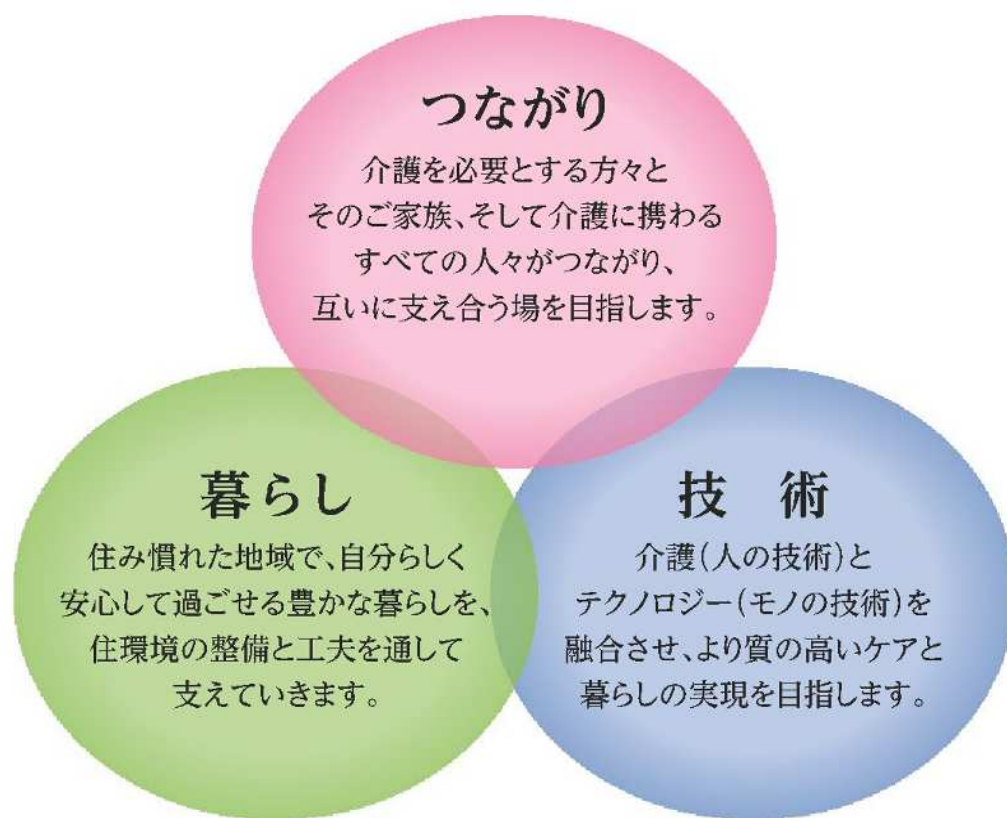 つながり
介護を必要とする方々と
そのご家族、そして介護に携わる
すべての人々がつながり、
互いに支え合う場を目指します。
暮らし
住み慣れた地域で、自分らしく
安心して過ごせる豊かな暮らしを、
住環境の整備と工夫を通して
支えていきます。
技　術
介護(人の技術)と
テクノロジー(モノの技術)を
融合させ、より質の高いケアと
暮らしの実現を目指します。